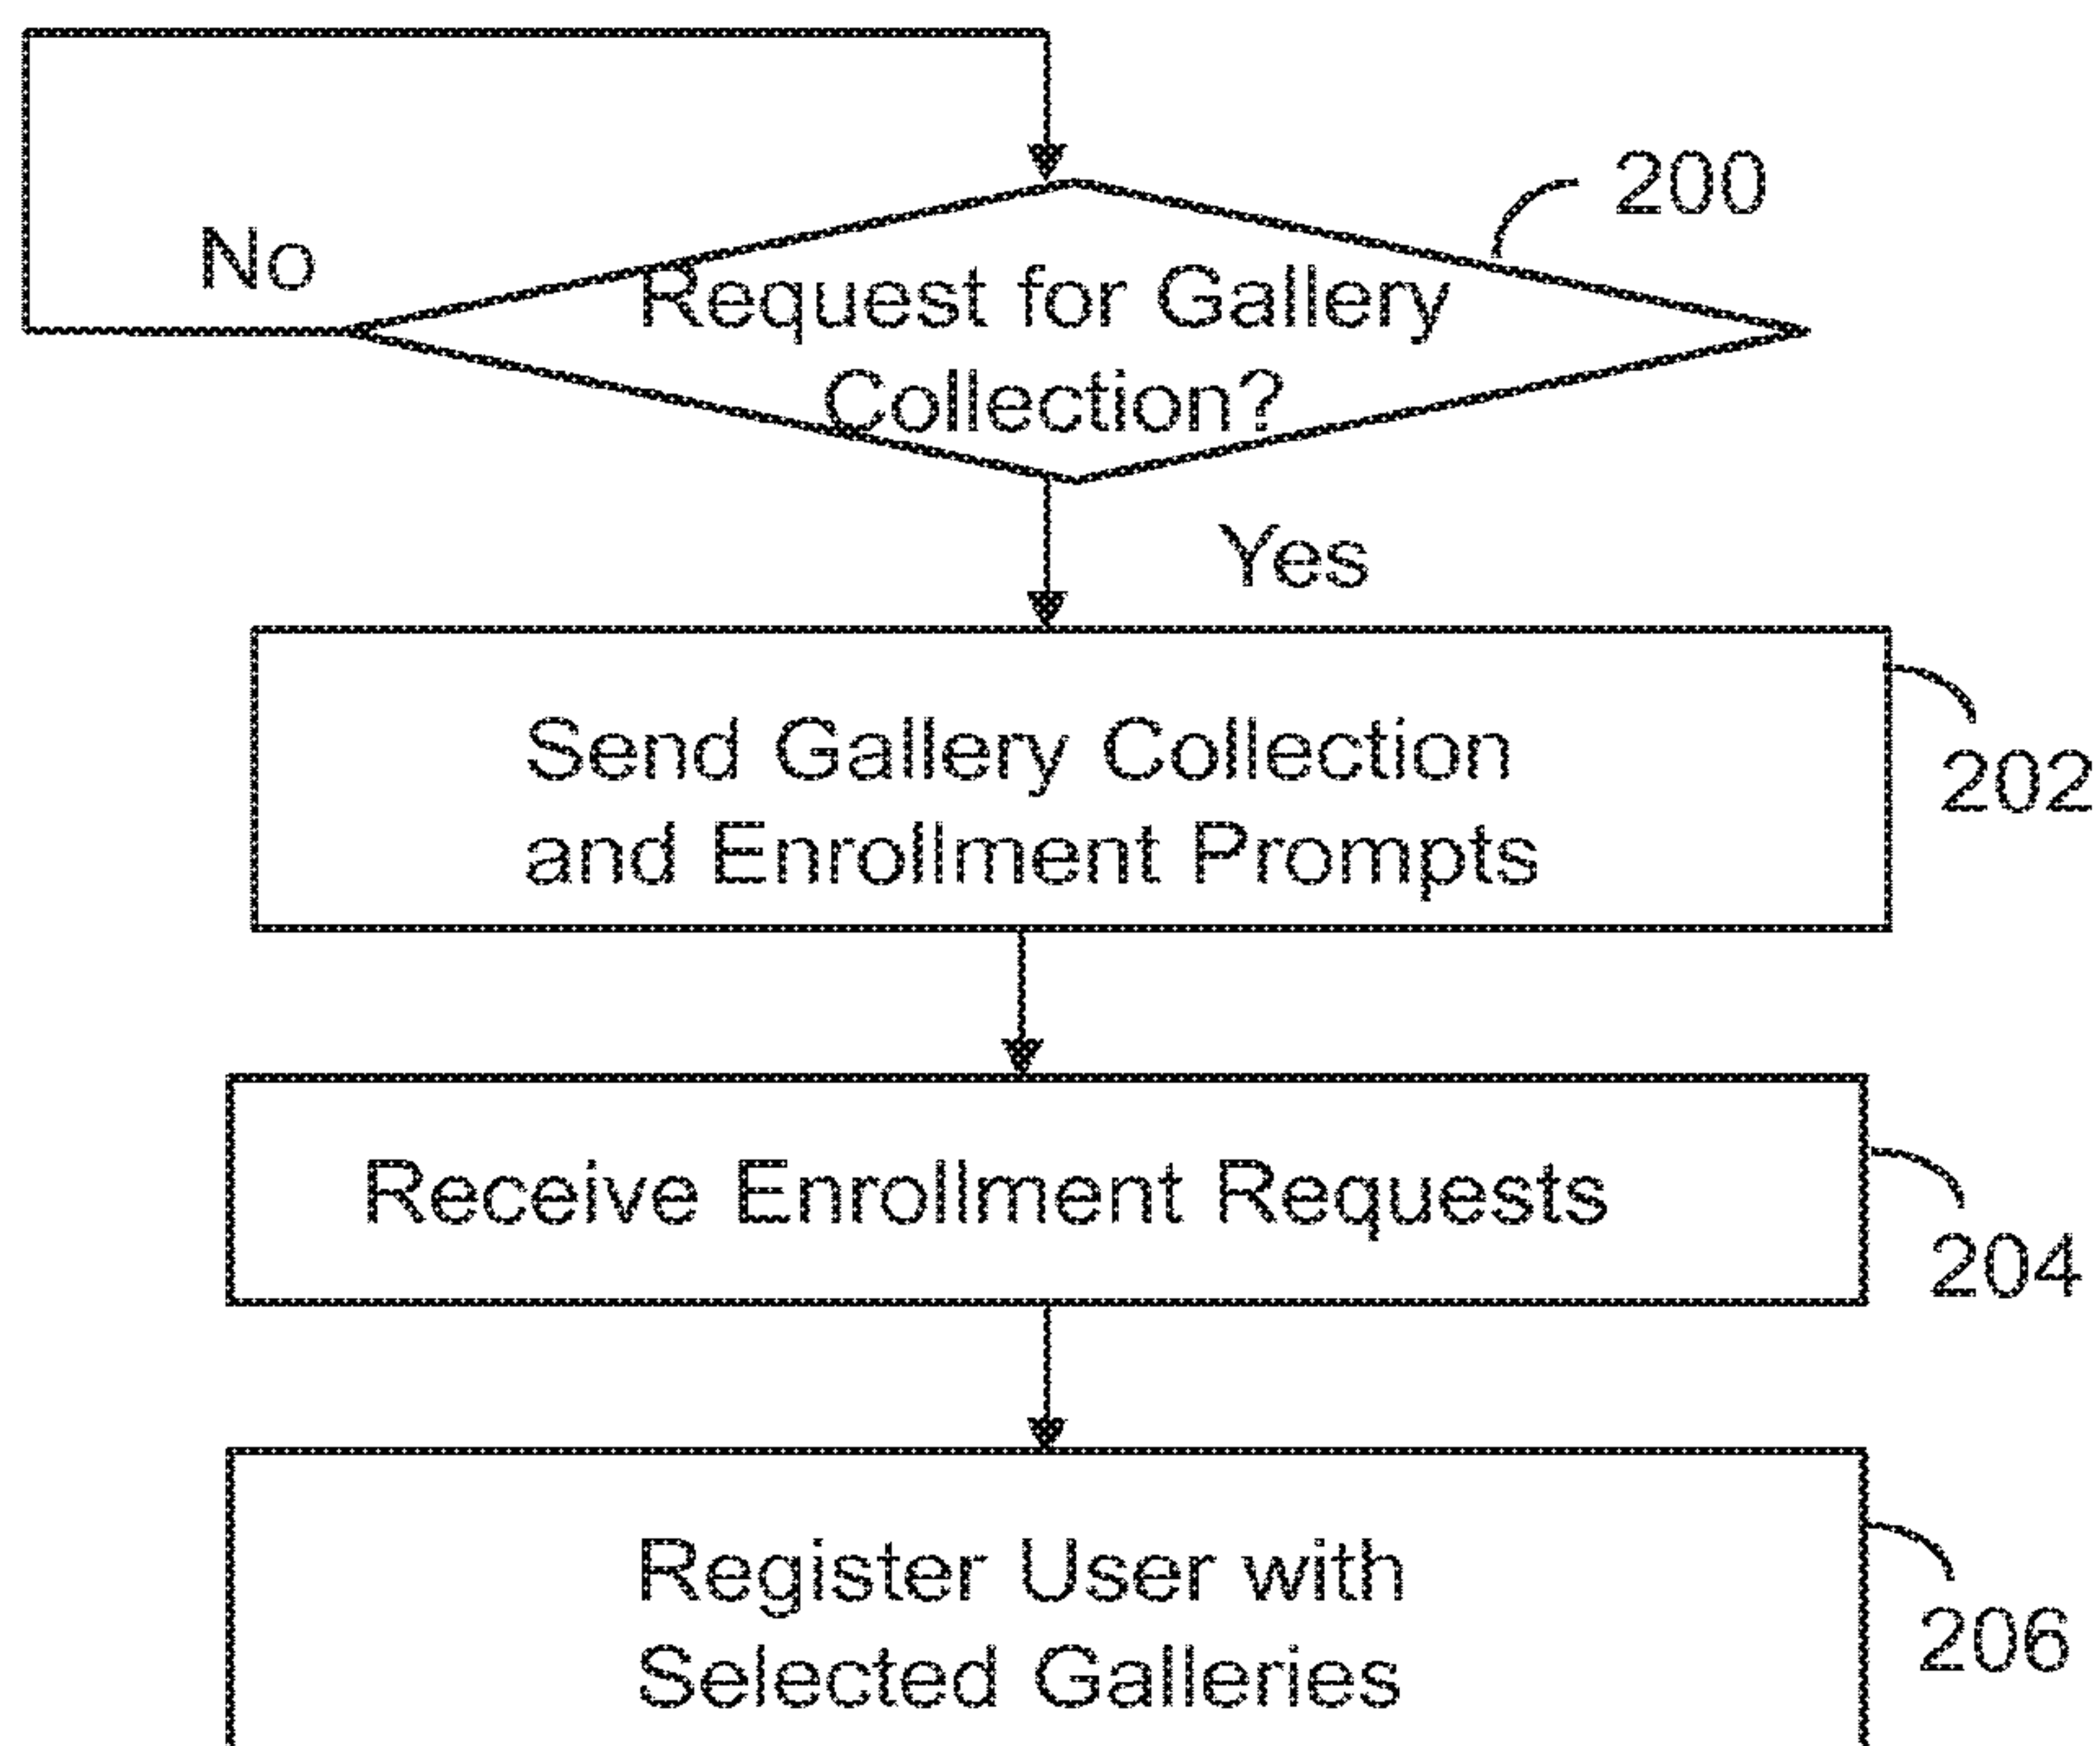 200
No
Request for Gallery
Collection?
Yes
Send Gallery Collection
and Enrollment Prompts
202
Receive Enrollment Requests
204
Register User with
Selected Galleries
206